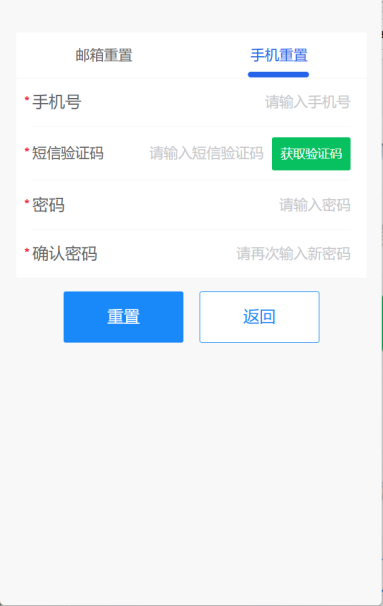 邮箱重置 手机重置
*手机号 请输入手机号
*短信验证码 请输入短信验证码 获取验证码
*密码 请输入密码
*确认密码 请再次输入新密码
重置 返回